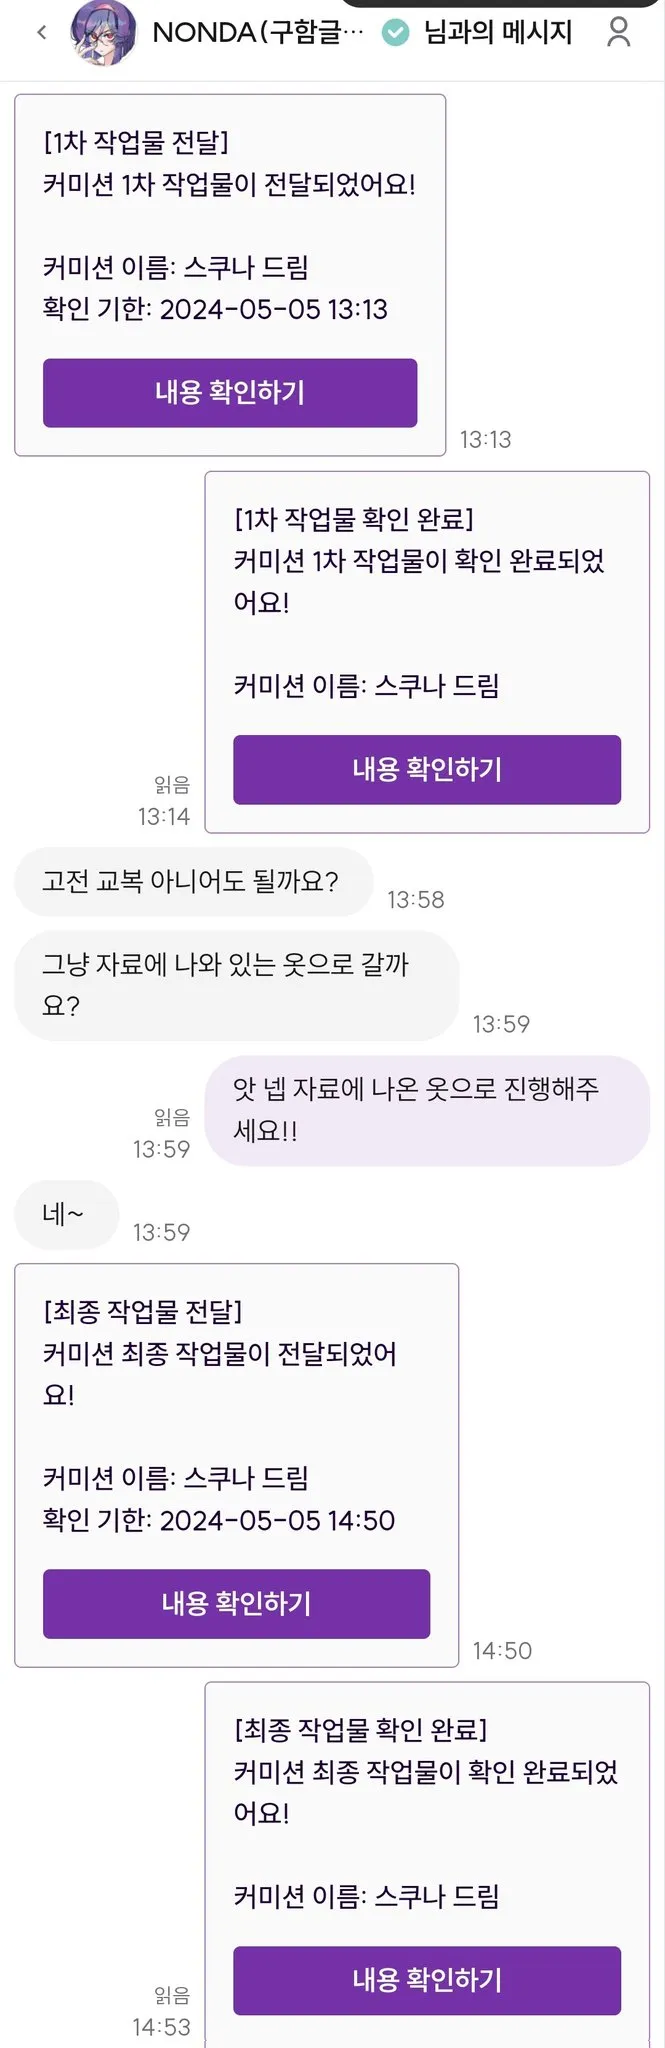 NONDA(구함글… 님과의 메시지
[1차 작업물 전달]
커미션 1차 작업물이 전달되었어요!
커미션 이름: 스쿠나 드림
확인 기한: 2024-05-05 13:13
내용 확인하기
13:13
[1차 작업물 확인 완료]
커미션 1차 작업물이 확인 완료되었
어요!
커미션 이름: 스쿠나 드림
내용 확인하기
읽음
13:14
고전 교복 아니어도 될까요?
13:58
그냥 자료에 나와 있는 옷으로 갈까
요?
13:59
앗 넵 자료에 나온 옷으로 진행해주
세요!!
읽음
13:59
네~
13:59
[최종 작업물 전달]
커미션 최종 작업물이 전달되었어
요!
커미션 이름: 스쿠나 드림
확인 기한: 2024-05-05 14:50
내용 확인하기
14:50
[최종 작업물 확인 완료]
커미션 최종 작업물이 확인 완료되었
어요!
커미션 이름: 스쿠나 드림
내용 확인하기
읽음
14:53